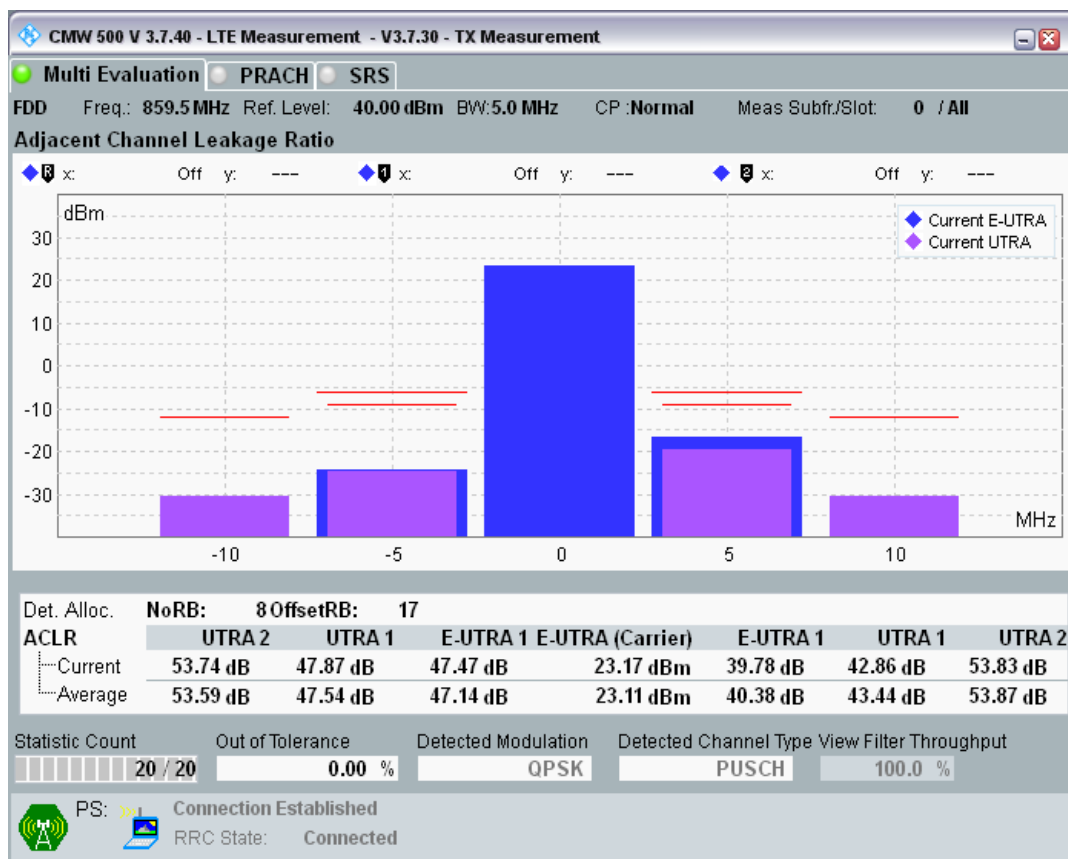 CMW 500 V 3.7.40 - LTE Measurement - V3.7.30 - TX Measurement
Multi Evaluation PRACH SRS
FDD Freq.: 859.5 MHz Ref. Level: 40.00 dBm BW:5.0 MHz CP :Normal Meas Subfr./Slot: 0 / All
Adjacent Channel Leakage Ratio
R x: Off y: --- 1 x: Off y: --- 2 x: Off y: ---
dBm
Current E-UTRA
Current UTRA
30
20
10
0
-10
-20
-30
MHz
-10 -5 0 5 10
Det. Alloc. NoRB: 8 OffsetRB: 17
ACLR UTRA 2 UTRA 1 E-UTRA 1 E-UTRA (Carrier) E-UTRA 1 UTRA 1 UTRA 2
Current 53.74 dB 47.87 dB 47.47 dB 23.17 dBm 39.78 dB 42.86 dB 53.83 dB
Average 53.59 dB 47.54 dB 47.14 dB 23.11 dBm 40.38 dB 43.44 dB 53.87 dB
Statistic Count Out of Tolerance Detected Modulation Detected Channel Type View Filter Throughput
20 / 20 0.00 % QPSK PUSCH 100.0 %
PS: Connection Established
RRC State: Connected